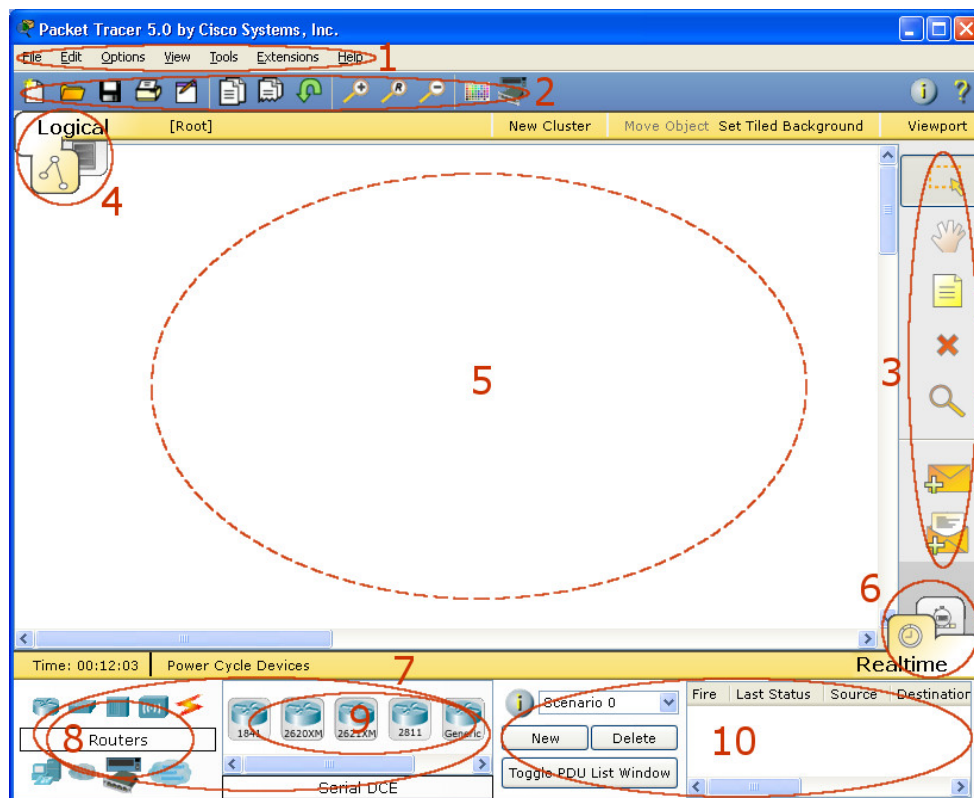 Packet Tracer 5.0 by Cisco Systems, Inc.
File Edit Options View Tools Extensions Help 1
R 2 i ?
Logical [Root] New Cluster Move Object Set Tiled Background Viewport
4
3
5
6
Time: 00:12:03 Power Cycle Devices 7 Realtime
8 Routers
1841 2620XM 2621XM 2811 Generic
9
Serial DCE
i Scenario 0
New Delete
Toggle PDU List Window
Fire Last Status Source Destination
10